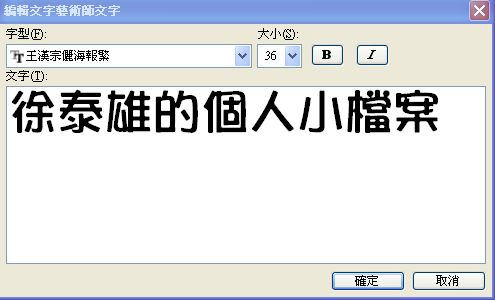 編輯文字藝術師文字
字型(F): 大小(S):
王漢宗儷海報繁 36 B I
文字(T):
徐泰雄的個人小檔案
確定 取消